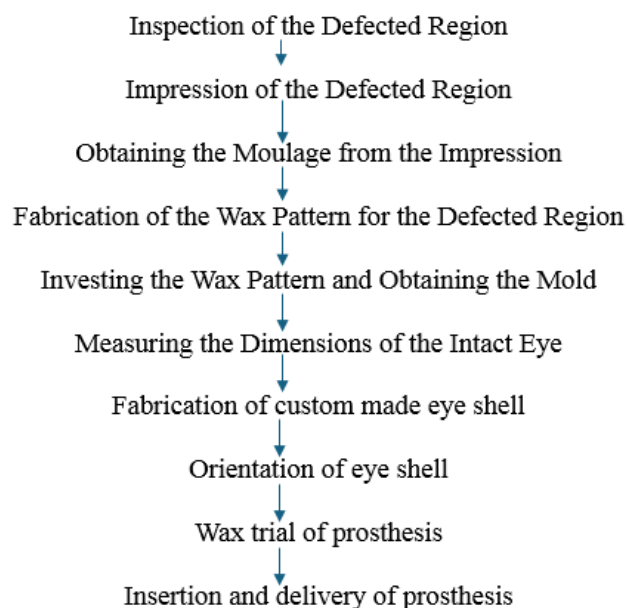 Inspection of the Defected Region
Impression of the Defected Region
Obtaining the Moulage from the Impression
Fabrication of the Wax Pattern for the Defected Region
Investing the Wax Pattern and Obtaining the Mold
Measuring the Dimensions of the Intact Eye
Fabrication of custom made eye shell
Orientation of eye shell
Wax trial of prosthesis
Insertion and delivery of prosthesis